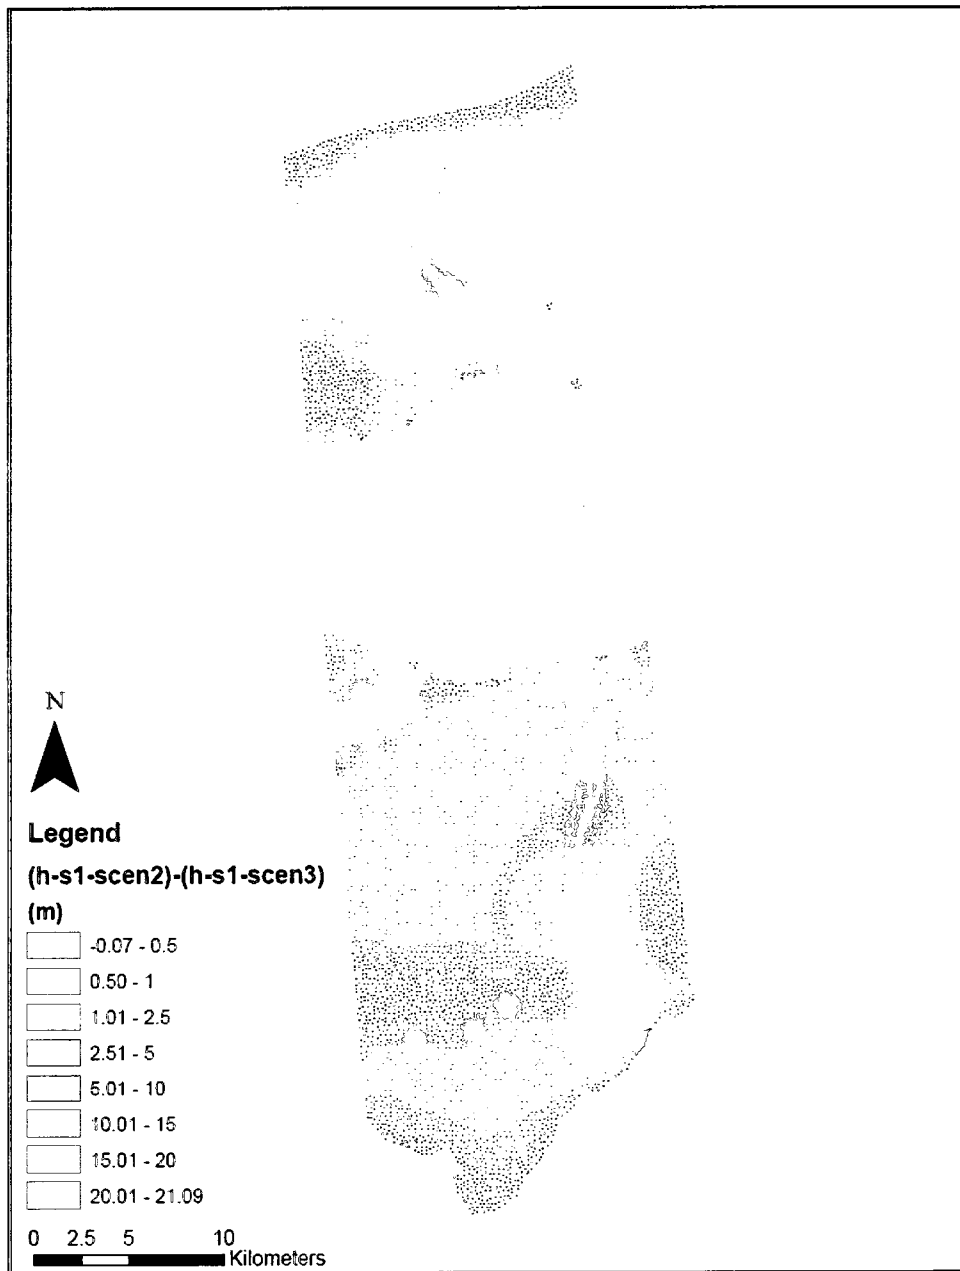 N
Legend
(h-s1-scen2)-(h-s1-scen3)
(m)
-0.07 - 0.5
0.50 - 1
1.01 - 2.5
2.51 - 5
5.01 - 10
10.01 - 15
15.01 - 20
20.01 - 21.09
0 2.5 5 10
Kilometers